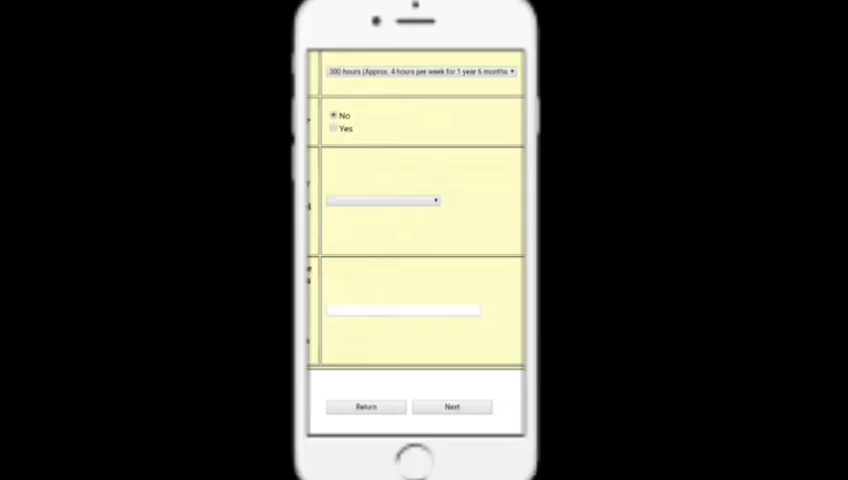 300 hours (Approx. 4 hours per week for 1 year 6 months
No
Yes
Return
Next